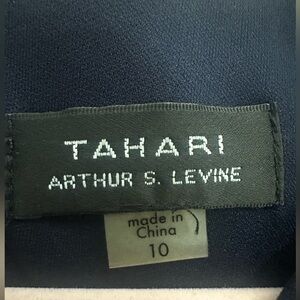 TAHARI
ARTHUR S. LEVINE
made in
China
10